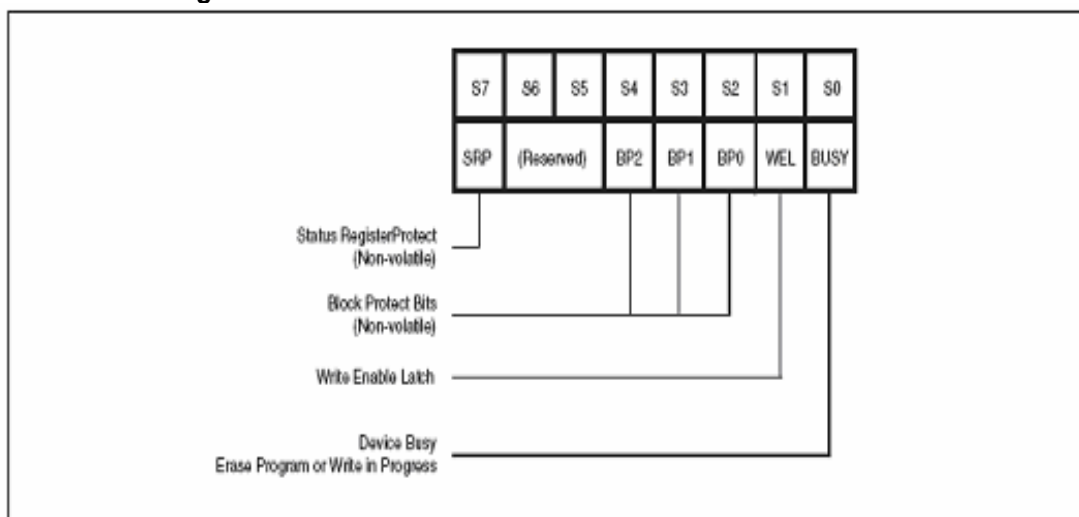 S7 S6 S5 S4 S3 S2 S1 S0
SRP (Reserved) BP2 BP1 BP0 WEL BUSY
Status RegisterProtect
(Non-volatile)
Block Protect Bits
(Non-volatile)
Write Enable Latch
Device Busy
Erase Program or Write in Progress